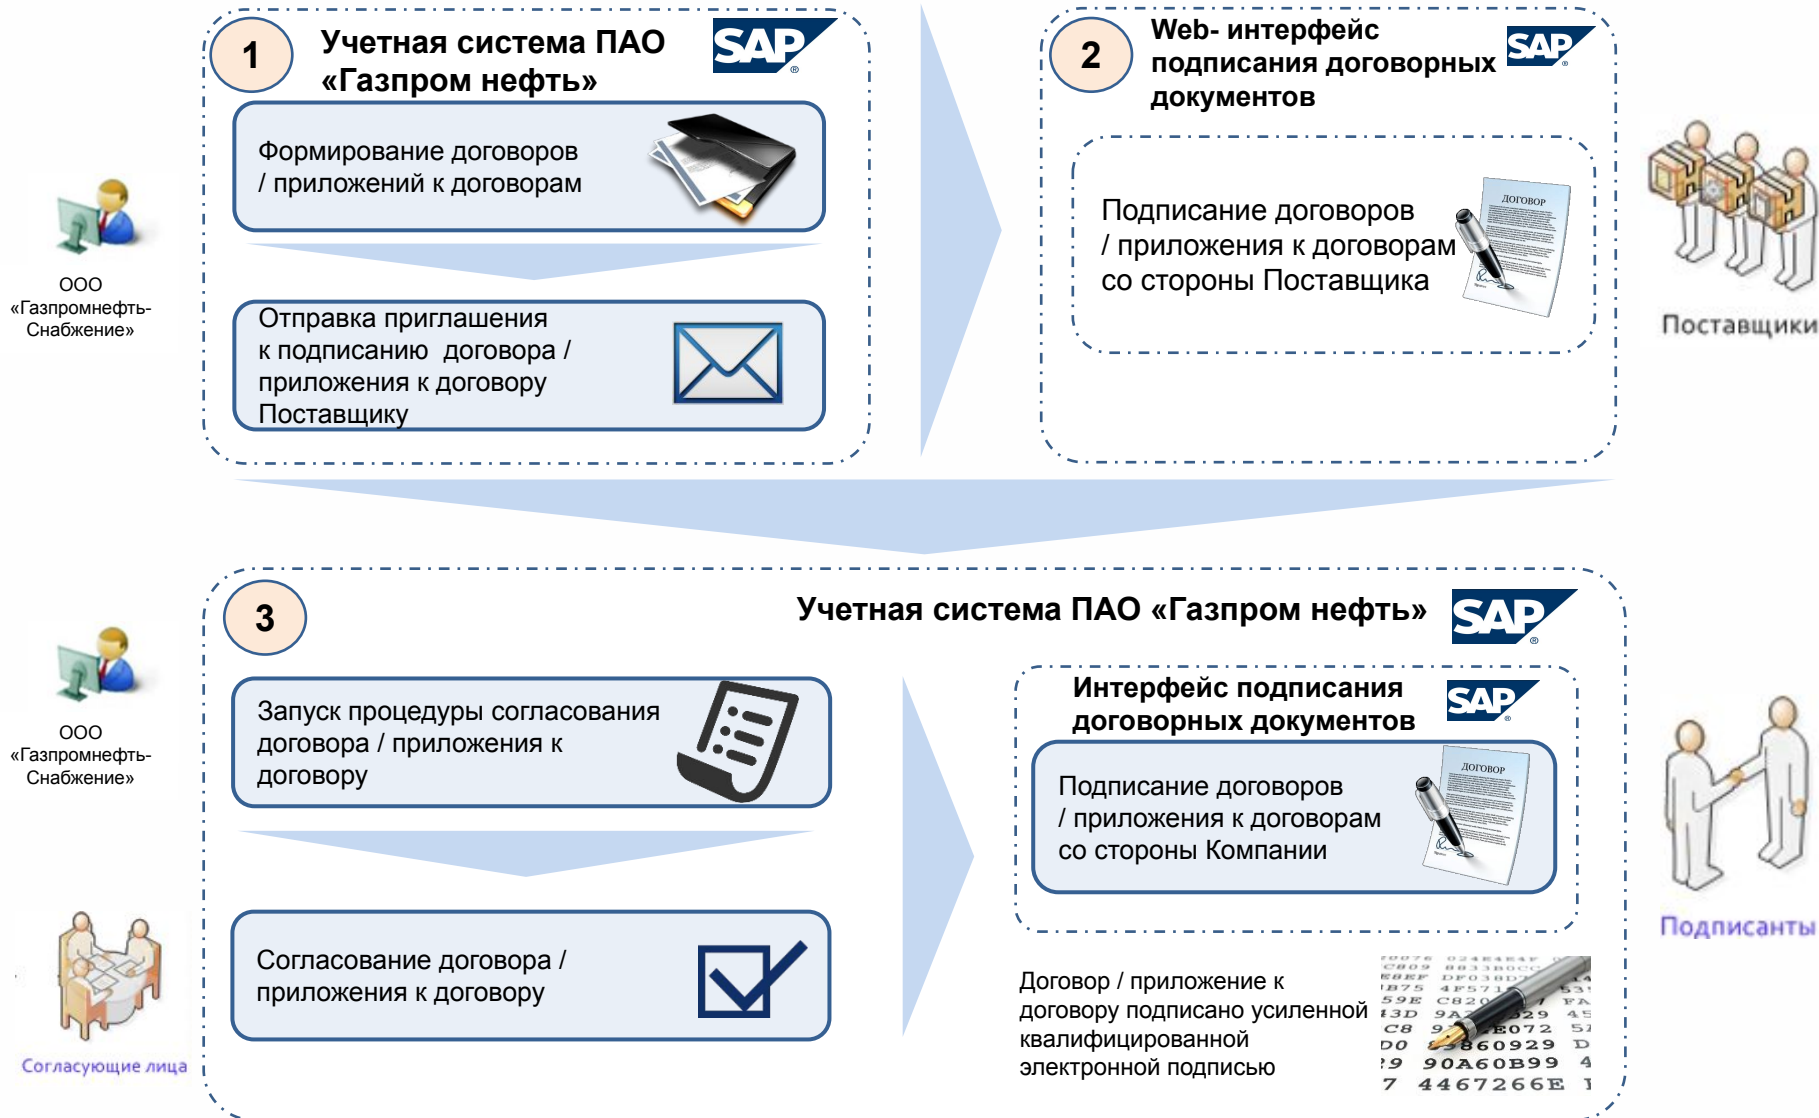 1
Учетная система ПАО
«Газпром нефть»
SAP
®
Формирование договоров
/ приложений к договорам
Отправка приглашения
к подписанию договора /
приложения к договору
Поставщику
ООО
«Газпромнефть-
Снабжение»
2
Web- интерфейс
подписания договорных
документов
SAP
®
Подписание договоров
/ приложения к договорам
со стороны Поставщика
ДОГОВОР
Поставщики
3
Учетная система ПАО «Газпром нефть»
SAP
®
ООО
«Газпромнефть-
Снабжение»
Запуск процедуры согласования
договора / приложения к
договору
Согласование договора /
приложения к договору
Согласующие лица
Интерфейс подписания
договорных документов
SAP
®
Подписание договоров
/ приложения к договорам
со стороны Компании
ДОГОВОР
Подписанты
Договор / приложение к
договору подписано усиленной
квалифицированной
электронной подписью
90A60B99
4467266E